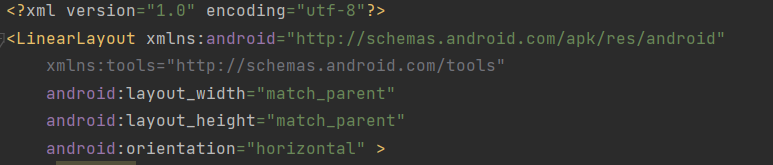 <?xml version="1.0" encoding="utf-8"?>
<LinearLayout xmlns:android="http://schemas.android.com/apk/res/android"
xmlns:tools="http://schemas.android.com/tools"
android:layout_width="match_parent"
android:layout_height="match_parent"
android:orientation="horizontal" >